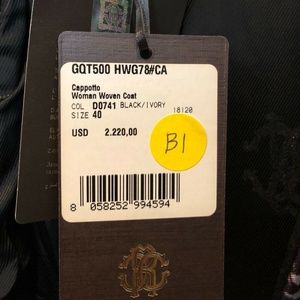 GQT500 HWG78#CA
Cappotto
Woman Woven Coat
COL D0741 BLACK/IVORY
18120
SIZE 40
USD 2.220,00
B1
8 058252 994594